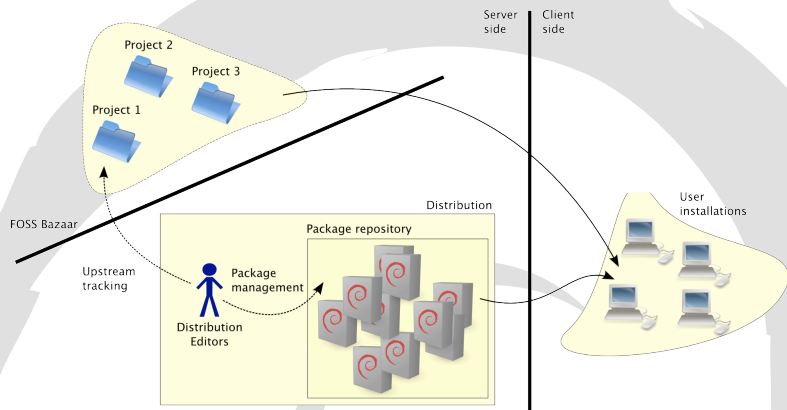 Server
side
Client
side
Project 2
Project 3
Project 1
FOSS Bazaar
User
installations
Distribution
Package repository
Upstream
tracking
Package
management
Distribution
Editors